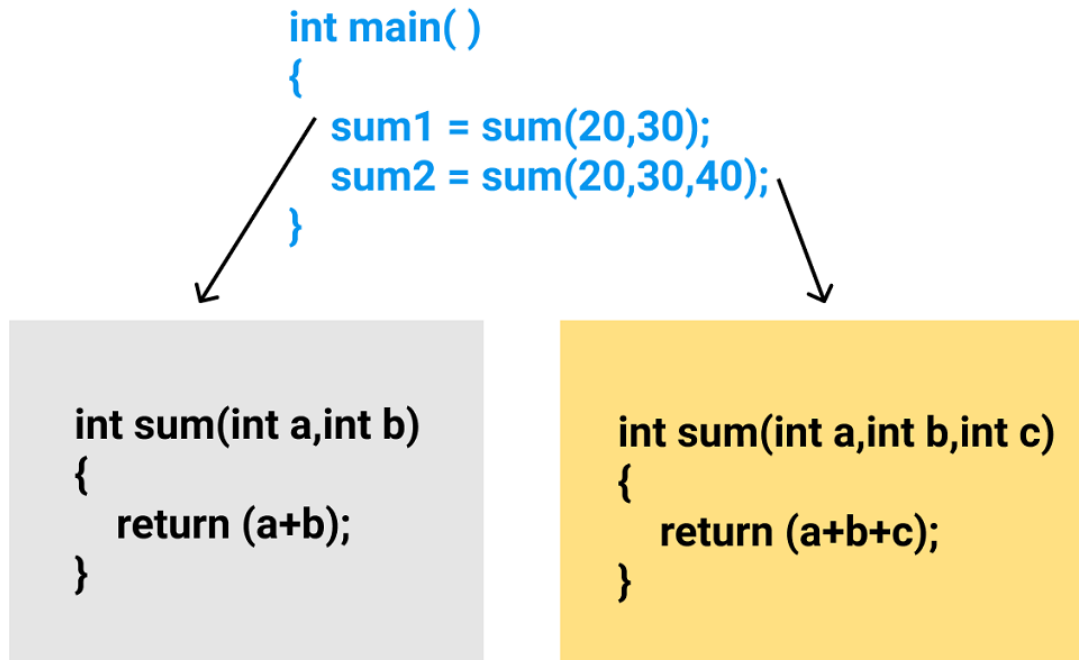 int main( )
{
sum1 = sum(20,30);
sum2 = sum(20,30,40);
}
int sum(int a,int b)
{
return (a+b);
}
int sum(int a,int b,int c)
{
return (a+b+c);
}